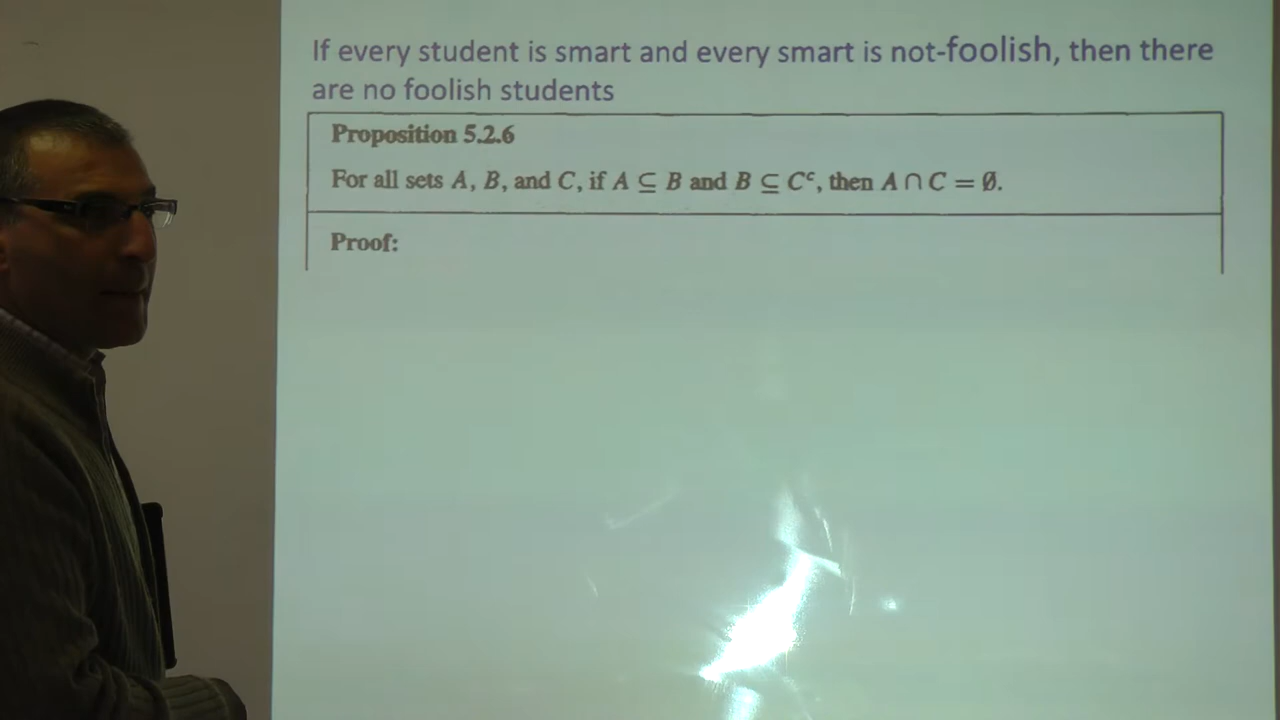 If every student is smart and every smart is not-foolish, then there
are no foolish students
Proposition 5.2.6
For all sets A, B, and C, if A ⊆ B and B ⊆ Cᶜ, then A ∩ C = ∅.
Proof: